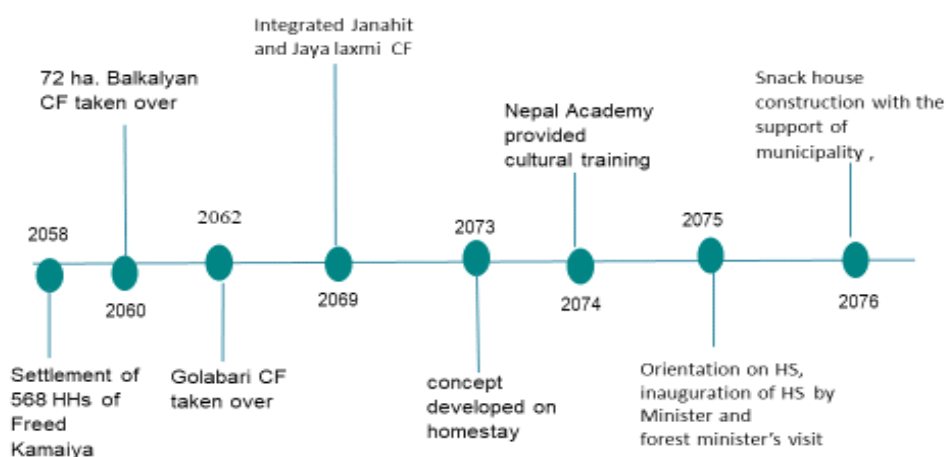 Integrated Janahit
and Jaya laxmi CF
72 ha. Balkalyan
CF taken over
Nepal Academy
provided
cultural training
Snack house
construction with the
support of
municipality ,
2058
2062
2073
2075
2060
2069
2074
2076
Settlement of
568 HHs of
Freed
Kamaiya
Golabari CF
taken over
concept
developed on
homestay
Orientation on HS,
inauguration of HS by
Minister and
forest minister’s visit